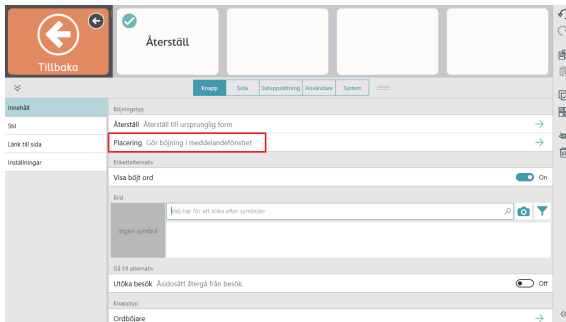 Tillbaka
Återställ
Knapp Sida Siduppsättning Användare System
Innehåll
Stil
Länk till sida
Inställningar
Böjningstyp
Återställ Återställ till ursprunglig form
Placering Gör böjning i meddelandefönstret
Etikettalternativ
Visa böjt ord On
Bild
Ingen symbol
Välj här för att söka efter symboler
Gå till alternativ
Utöka besök Åsidosätt återgå från besök. Off
Knapptyp
Ordböjare